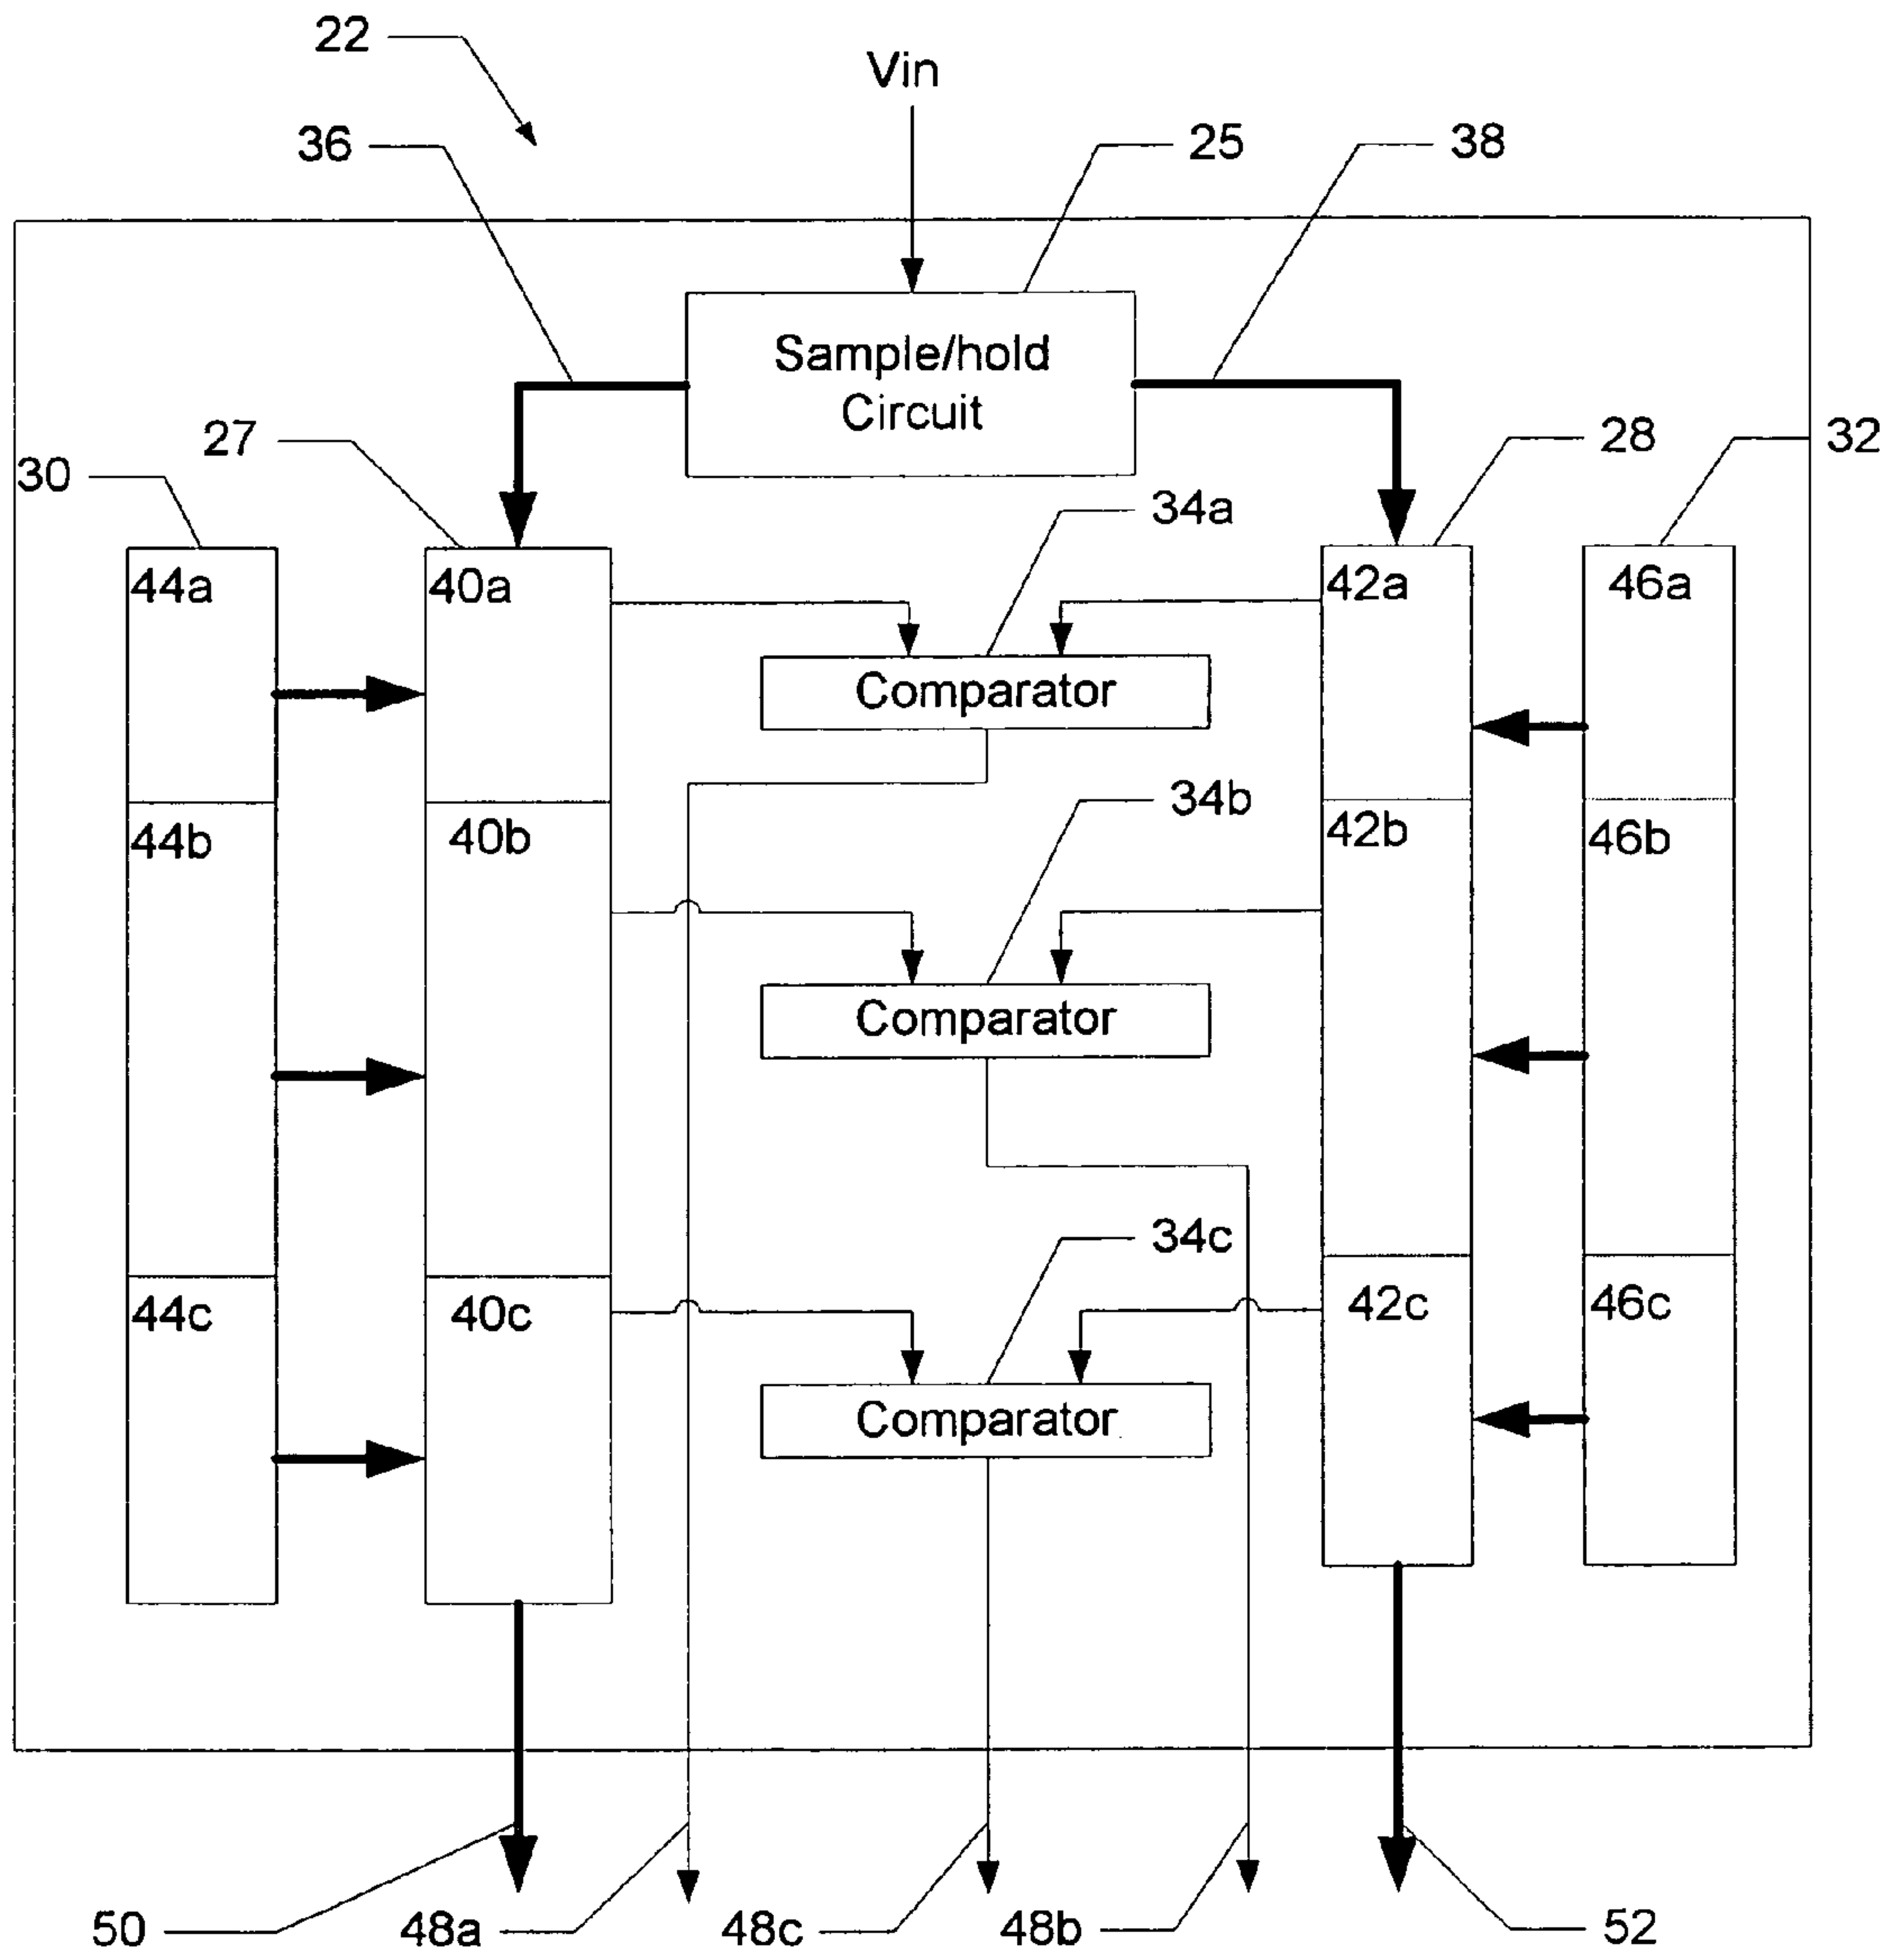 22
Vin
36
25
38
Sample/hold
Circuit
27
28
32
30
34a
44a
40a
42a
46a
Comparator
34b
44b
40b
42b
46b
Comparator
34c
44c
40c
42c
46c
Comparator
50
48a
48c
48b
52